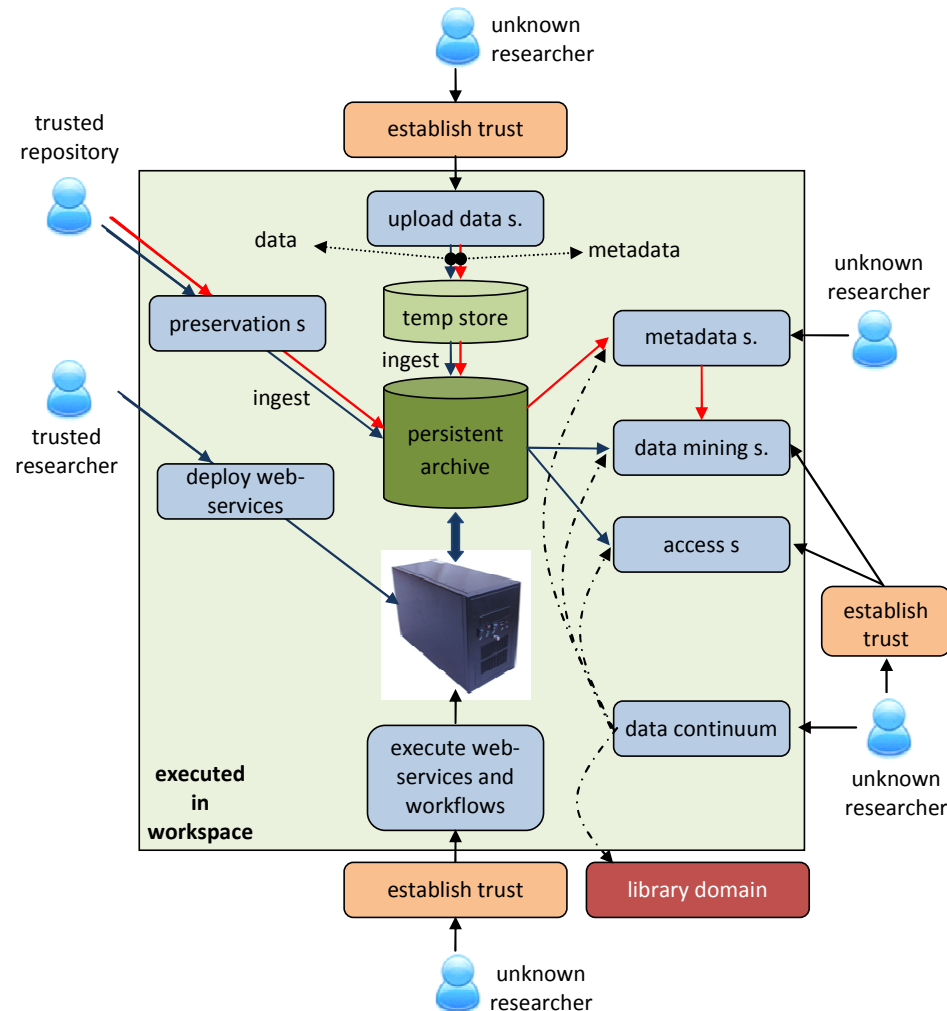 unknown
researcher
establish trust
trusted
repository
upload data s.
data
metadata
unknown
researcher
preservation s
temp store
metadata s.
ingest
ingest
trusted
researcher
persistent
archive
data mining s.
deploy web-
services
access s
establish
trust
data continuum
execute web-
services and
workflows
executed
in
workspace
unknown
researcher
establish trust
library domain
unknown
researcher